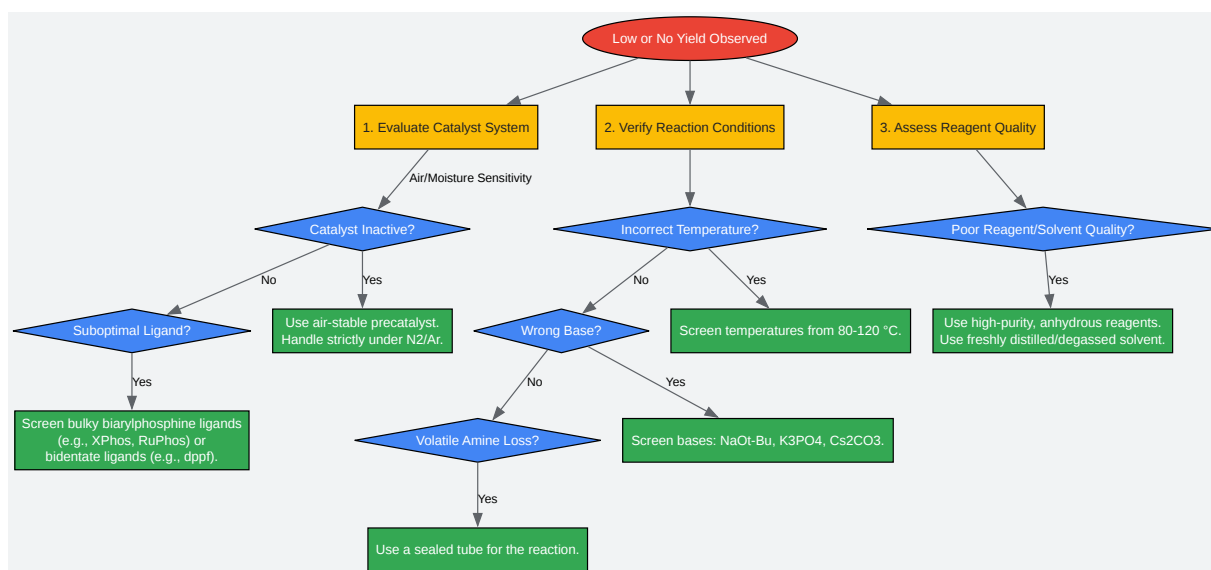 Low or No Yield Observed
1. Evaluate Catalyst System
2. Verify Reaction Conditions
3. Assess Reagent Quality
Air/Moisture Sensitivity
Catalyst Inactive?
Incorrect Temperature?
Poor Reagent/Solvent Quality?
No
Yes
No
Yes
Yes
Suboptimal Ligand?
Use air-stable precatalyst.
Handle strictly under N2/Ar.
Wrong Base?
Screen temperatures from 80-120 °C.
Use high-purity, anhydrous reagents.
Use freshly distilled/degassed solvent.
Yes
No
Yes
Screen bulky biarylphosphine ligands
(e.g., XPhos, RuPhos) or
bidentate ligands (e.g., dppf).
Volatile Amine Loss?
Screen bases: NaOt-Bu, K3PO4, Cs2CO3.
Yes
Use a sealed tube for the reaction.